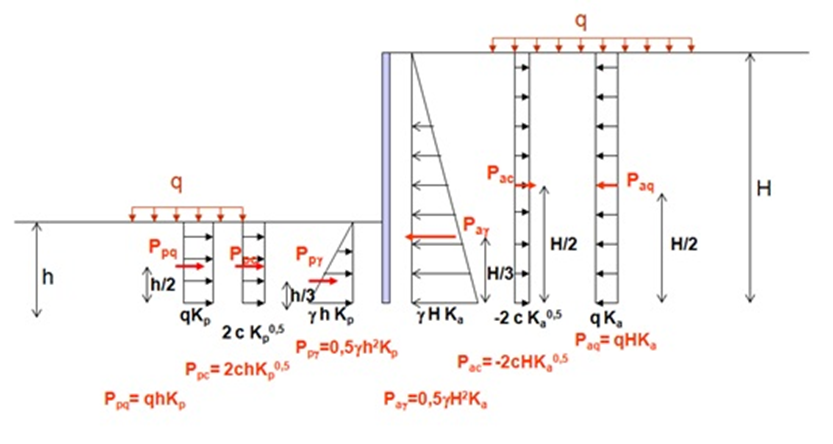 q
q
P_ac
P_aq
H
P_aγ
H/2
H/2
P_pq
P_pc
P_pγ
h
h/2
h/3
H/3
qK_p
2 c K_p^0,5
γ h K_p
γ H K_a
-2 c K_a^0,5
q K_a
P_pγ=0,5γh²K_p
P_aq= qHK_a
P_pc= 2chK_p^0,5
P_ac= -2cHK_a^0,5
P_pq= qhK_p
P_aγ=0,5γH²K_a